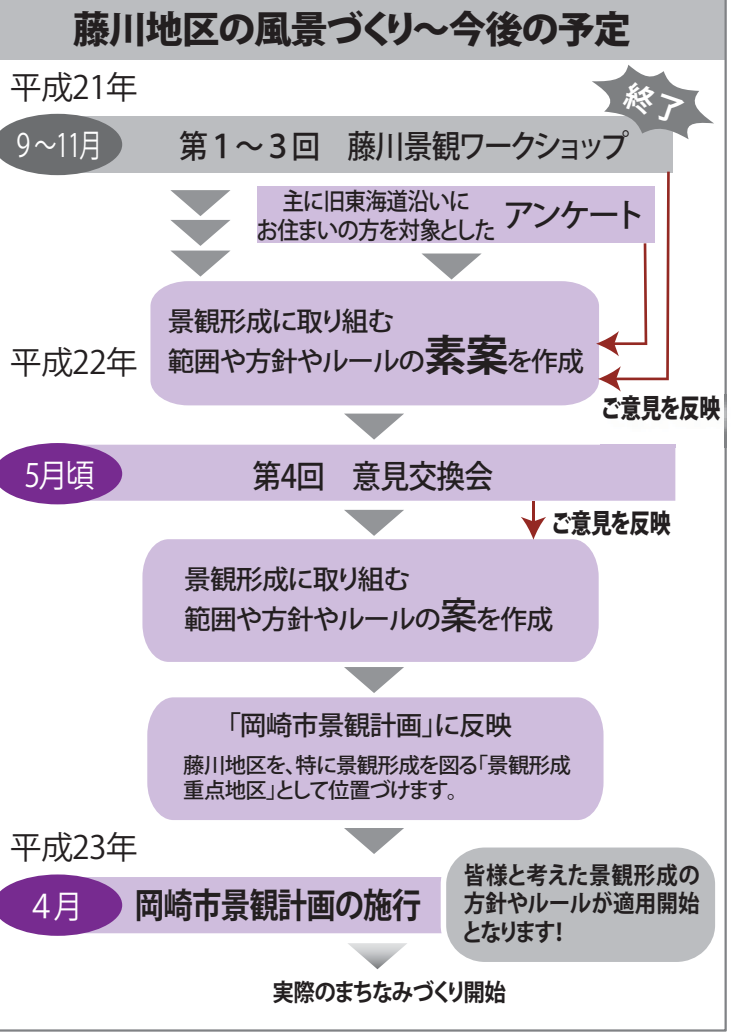 藤川地区の風景づくり～今後の予定
平成21年
終了
9～11月
第1～3回 藤川景観ワークショップ
主に旧東海道沿いに
お住まいの方を対象とした アンケート
景観形成に取り組む
平成22年
範囲や方針やルールの素案を作成
ご意見を反映
5月頃
第4回 意見交換会
ご意見を反映
景観形成に取り組む
範囲や方針やルールの案を作成
「岡崎市景観計画」に反映
藤川地区を、特に景観形成を図る「景観形成
重点地区」として位置づけます。
平成23年
4月
岡崎市景観計画の施行
皆様と考えた景観形成の
方針やルールが適用開始
となります!
実際のまちなみづくり開始